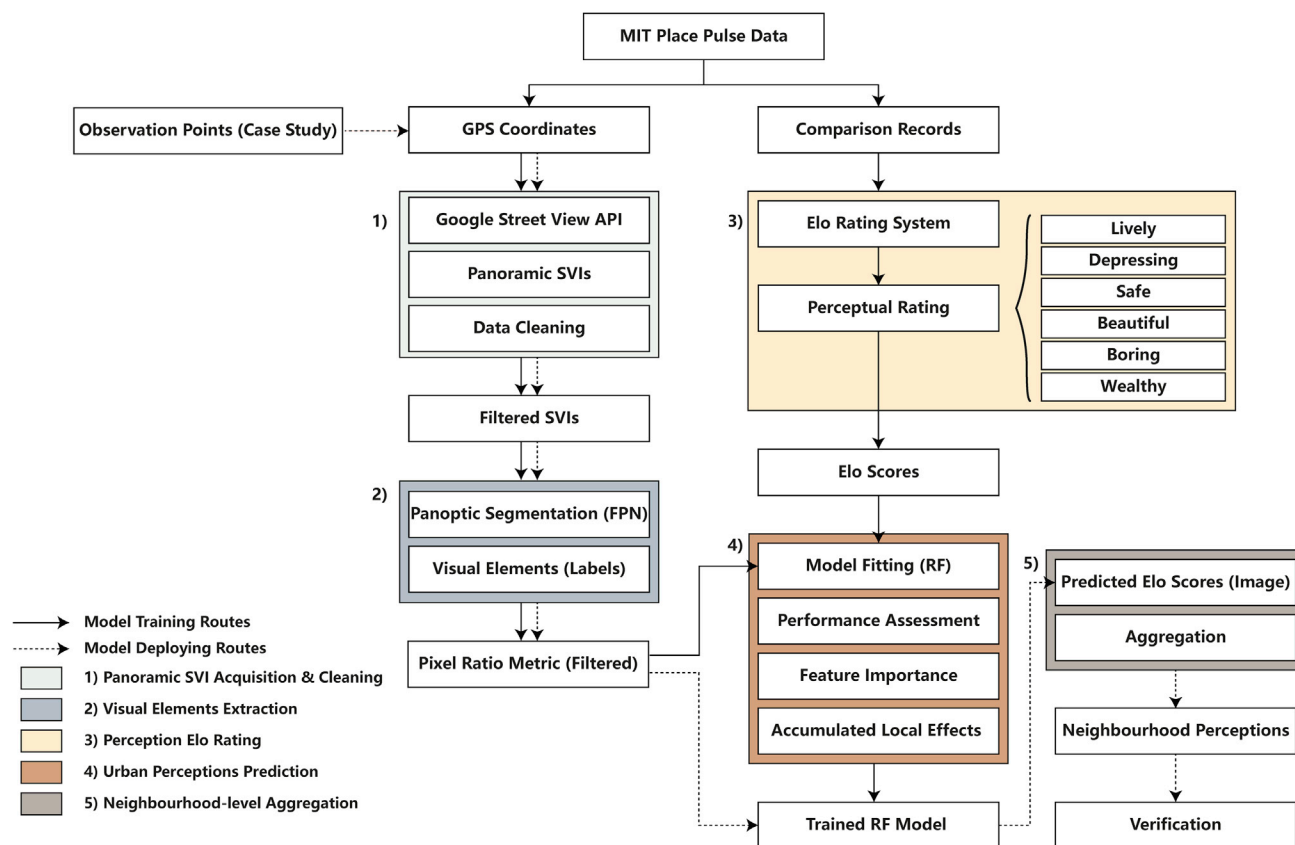 MIT Place Pulse Data
Observation Points (Case Study)
GPS Coordinates
Comparison Records
1)
Google Street View API
Panoramic SVIs
Data Cleaning
Filtered SVIs
2)
Panoptic Segmentation (FPN)
Visual Elements (Labels)
Pixel Ratio Metric (Filtered)
3)
Elo Rating System
Perceptual Rating
Lively
Depressing
Safe
Beautiful
Boring
Wealthy
Elo Scores
4)
Model Fitting (RF)
Performance Assessment
Feature Importance
Accumulated Local Effects
Trained RF Model
5)
Predicted Elo Scores (Image)
Aggregation
Neighbourhood Perceptions
Verification
Model Training Routes
Model Deploying Routes
1) Panoramic SVI Acquisition & Cleaning
2) Visual Elements Extraction
3) Perception Elo Rating
4) Urban Perceptions Prediction
5) Neighbourhood-level Aggregation